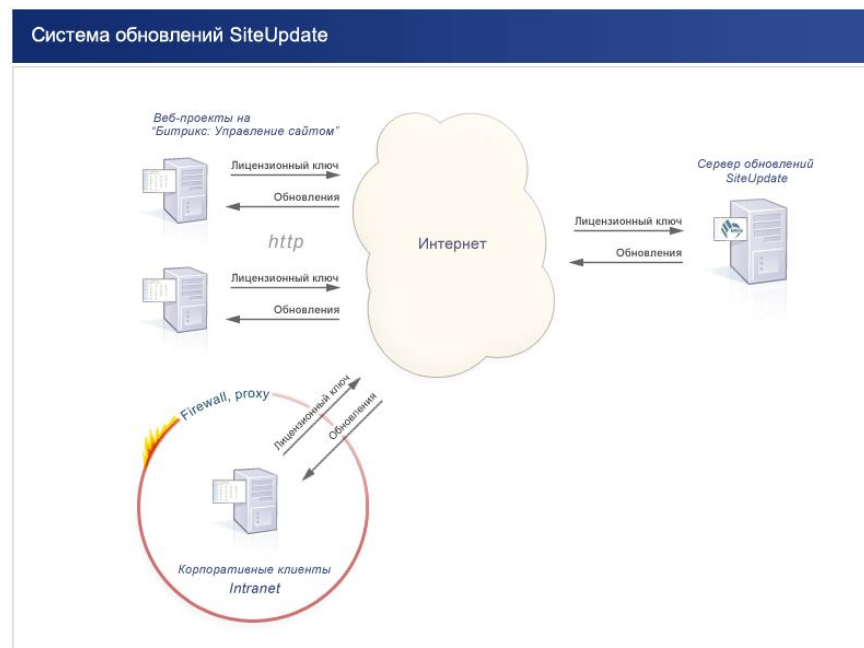 Система обновлений SiteUpdate
Веб-проекты на
"Битрикс: Управление сайтом"
Лицензионный ключ
Обновления
http
Лицензионный ключ
Обновления
Интернет
Сервер обновлений
SiteUpdate
Лицензионный ключ
Обновления
Firewall, proxy
Лицензионный ключ
Обновления
Корпоративные клиенты
Intranet